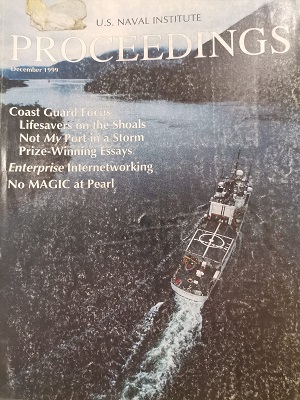 U.S. NAVAL INSTITUTE
PROCEEDINGS
December 1999
Coast Guard Focus
Lifesavers on the Shoals
Not My Port in a Storm
Prize-Winning Essays
Enterprise Internetworking
No MAGIC at Pearl